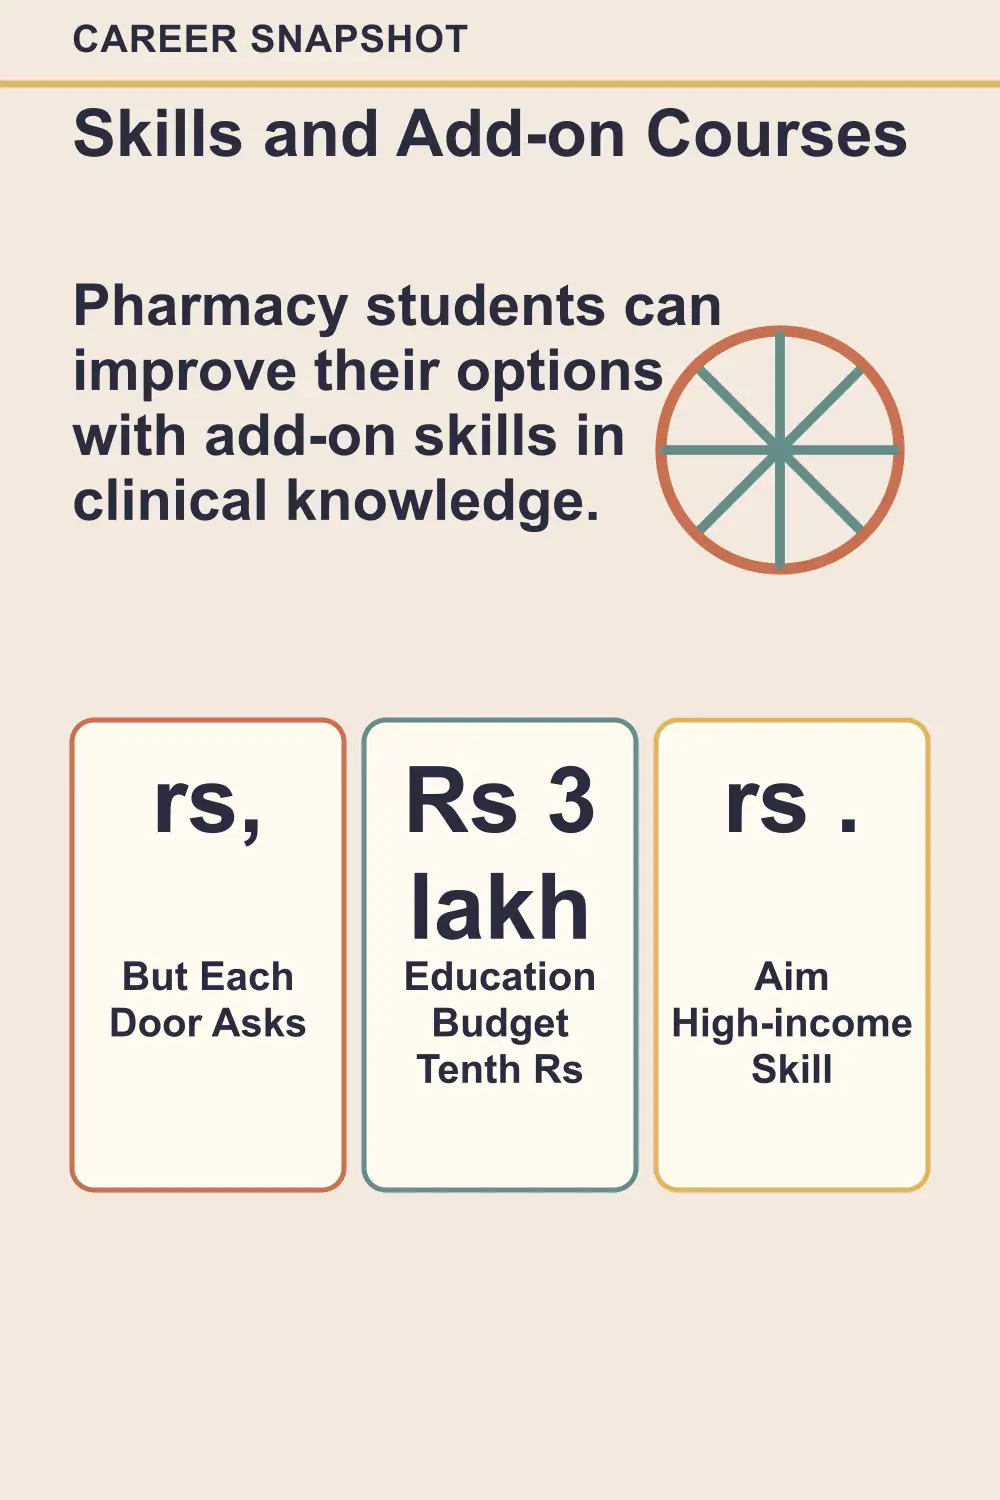 CAREER SNAPSHOT
Skills and Add-on Courses
Pharmacy students can
improve their options
with add-on skills in
clinical knowledge.
rs,
But Each
Door Asks
Rs 3
lakh
Education
Budget
Tenth Rs
rs .
Aim
High-income
Skill